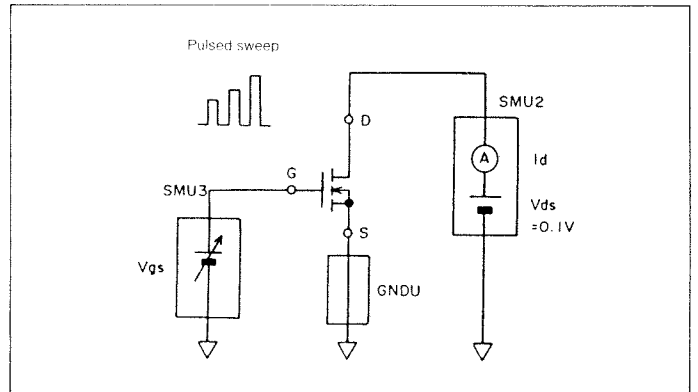 Pulsed sweep
SMU2
D
A
Id
G
SMU3
Vds
=0.1V
S
Vgs
GNDU